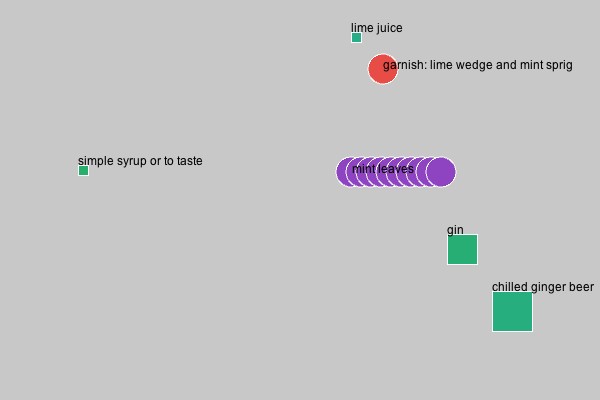 lime juice
garnish: lime wedge and mint sprig
simple syrup or to taste
mint leaves
gin
chilled ginger beer